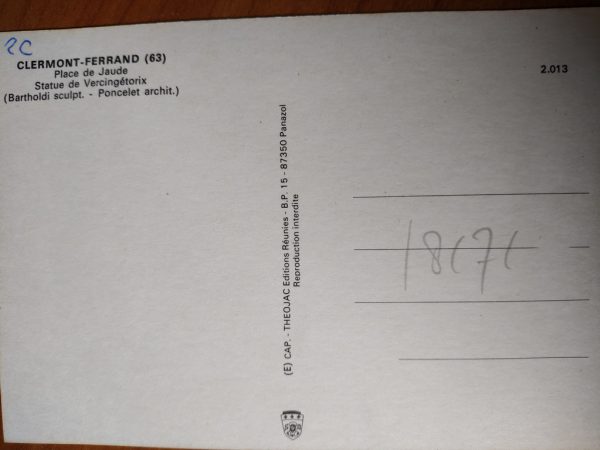 2C
CLERMONT-FERRAND (63)
Place de Jaude
Statue de Vercingétorix
(Bartholdi sculpt. - Poncelet archit.)
2.013
(E) CAP. - THEOJAC Editions Réunies - B.P. 15 - 87350 Panazol
Reproduction interdite